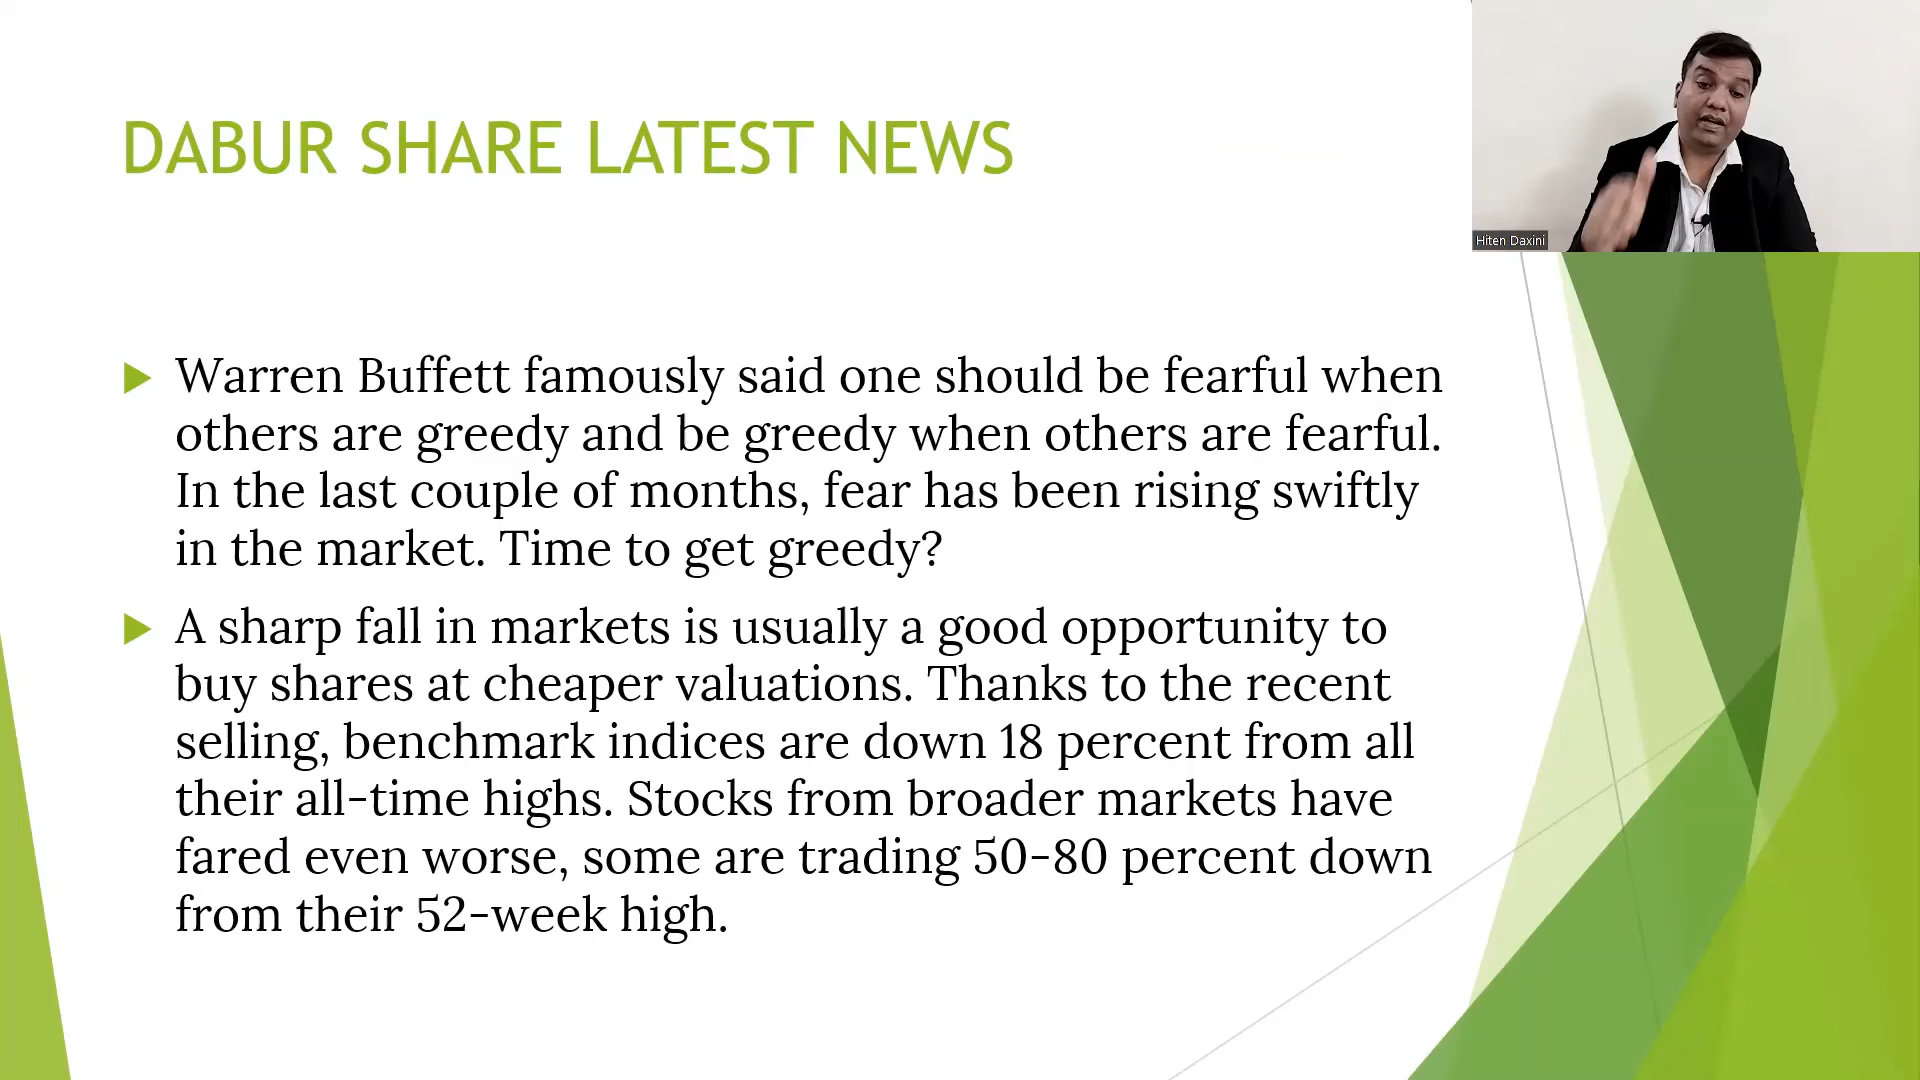 DABUR SHARE LATEST NEWS
Hiten Daxini
Warren Buffett famously said one should be fearful when
others are greedy and be greedy when others are fearful.
In the last couple of months, fear has been rising swiftly
in the market. Time to get greedy?
A sharp fall in markets is usually a good opportunity to
buy shares at cheaper valuations. Thanks to the recent
selling, benchmark indices are down 18 percent from all
their all-time highs. Stocks from broader markets have
fared even worse, some are trading 50-80 percent down
from their 52-week high.